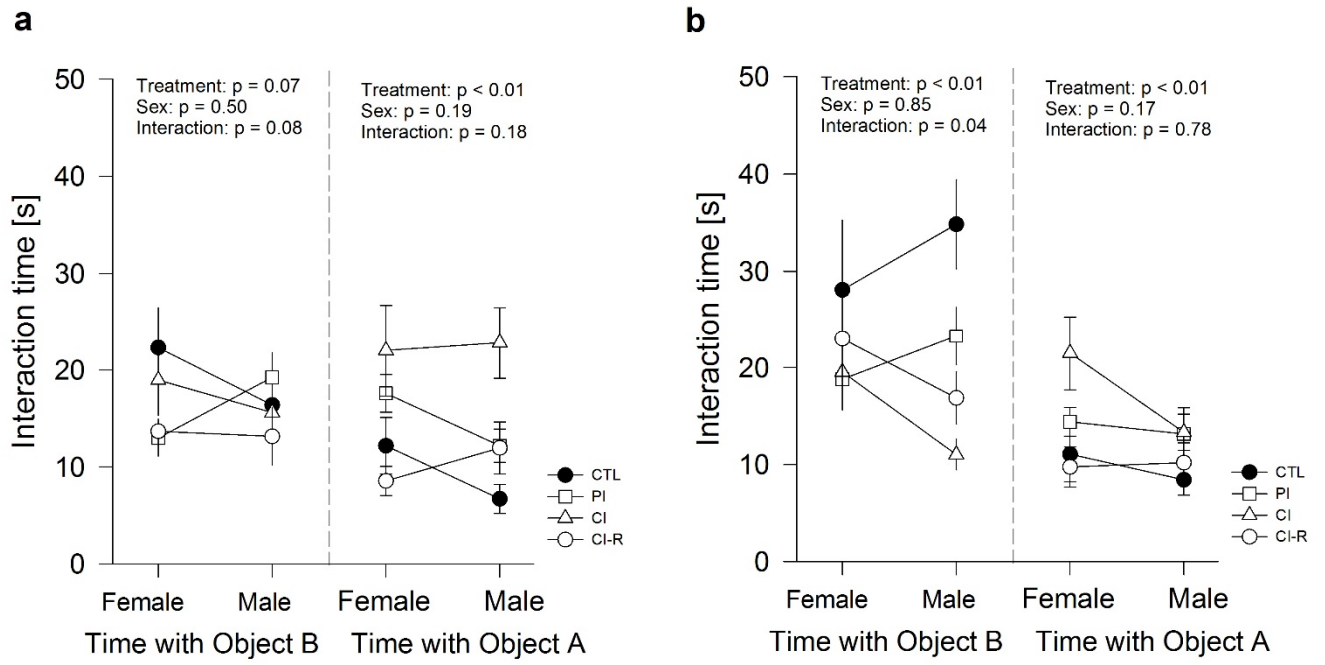 a
Treatment: p = 0.07
Sex: p = 0.50
Interaction: p = 0.08
Treatment: p < 0.01
Sex: p = 0.19
Interaction: p = 0.18
Interaction time [s]
50
40
30
20
10
0
CTL
PI
CI
CI-R
Female
Male
Female
Male
Time with Object B
Time with Object A
b
Treatment: p < 0.01
Sex: p = 0.85
Interaction: p = 0.04
Treatment: p < 0.01
Sex: p = 0.17
Interaction: p = 0.78
Interaction time [s]
50
40
30
20
10
0
CTL
PI
CI
CI-R
Female
Male
Female
Male
Time with Object B
Time with Object A